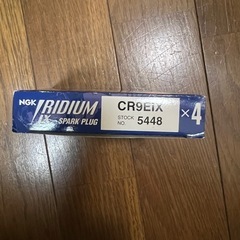 NGK IRIDIUM
IX SPARK PLUG
CR9EIX
STOCK NO. 5448
×4